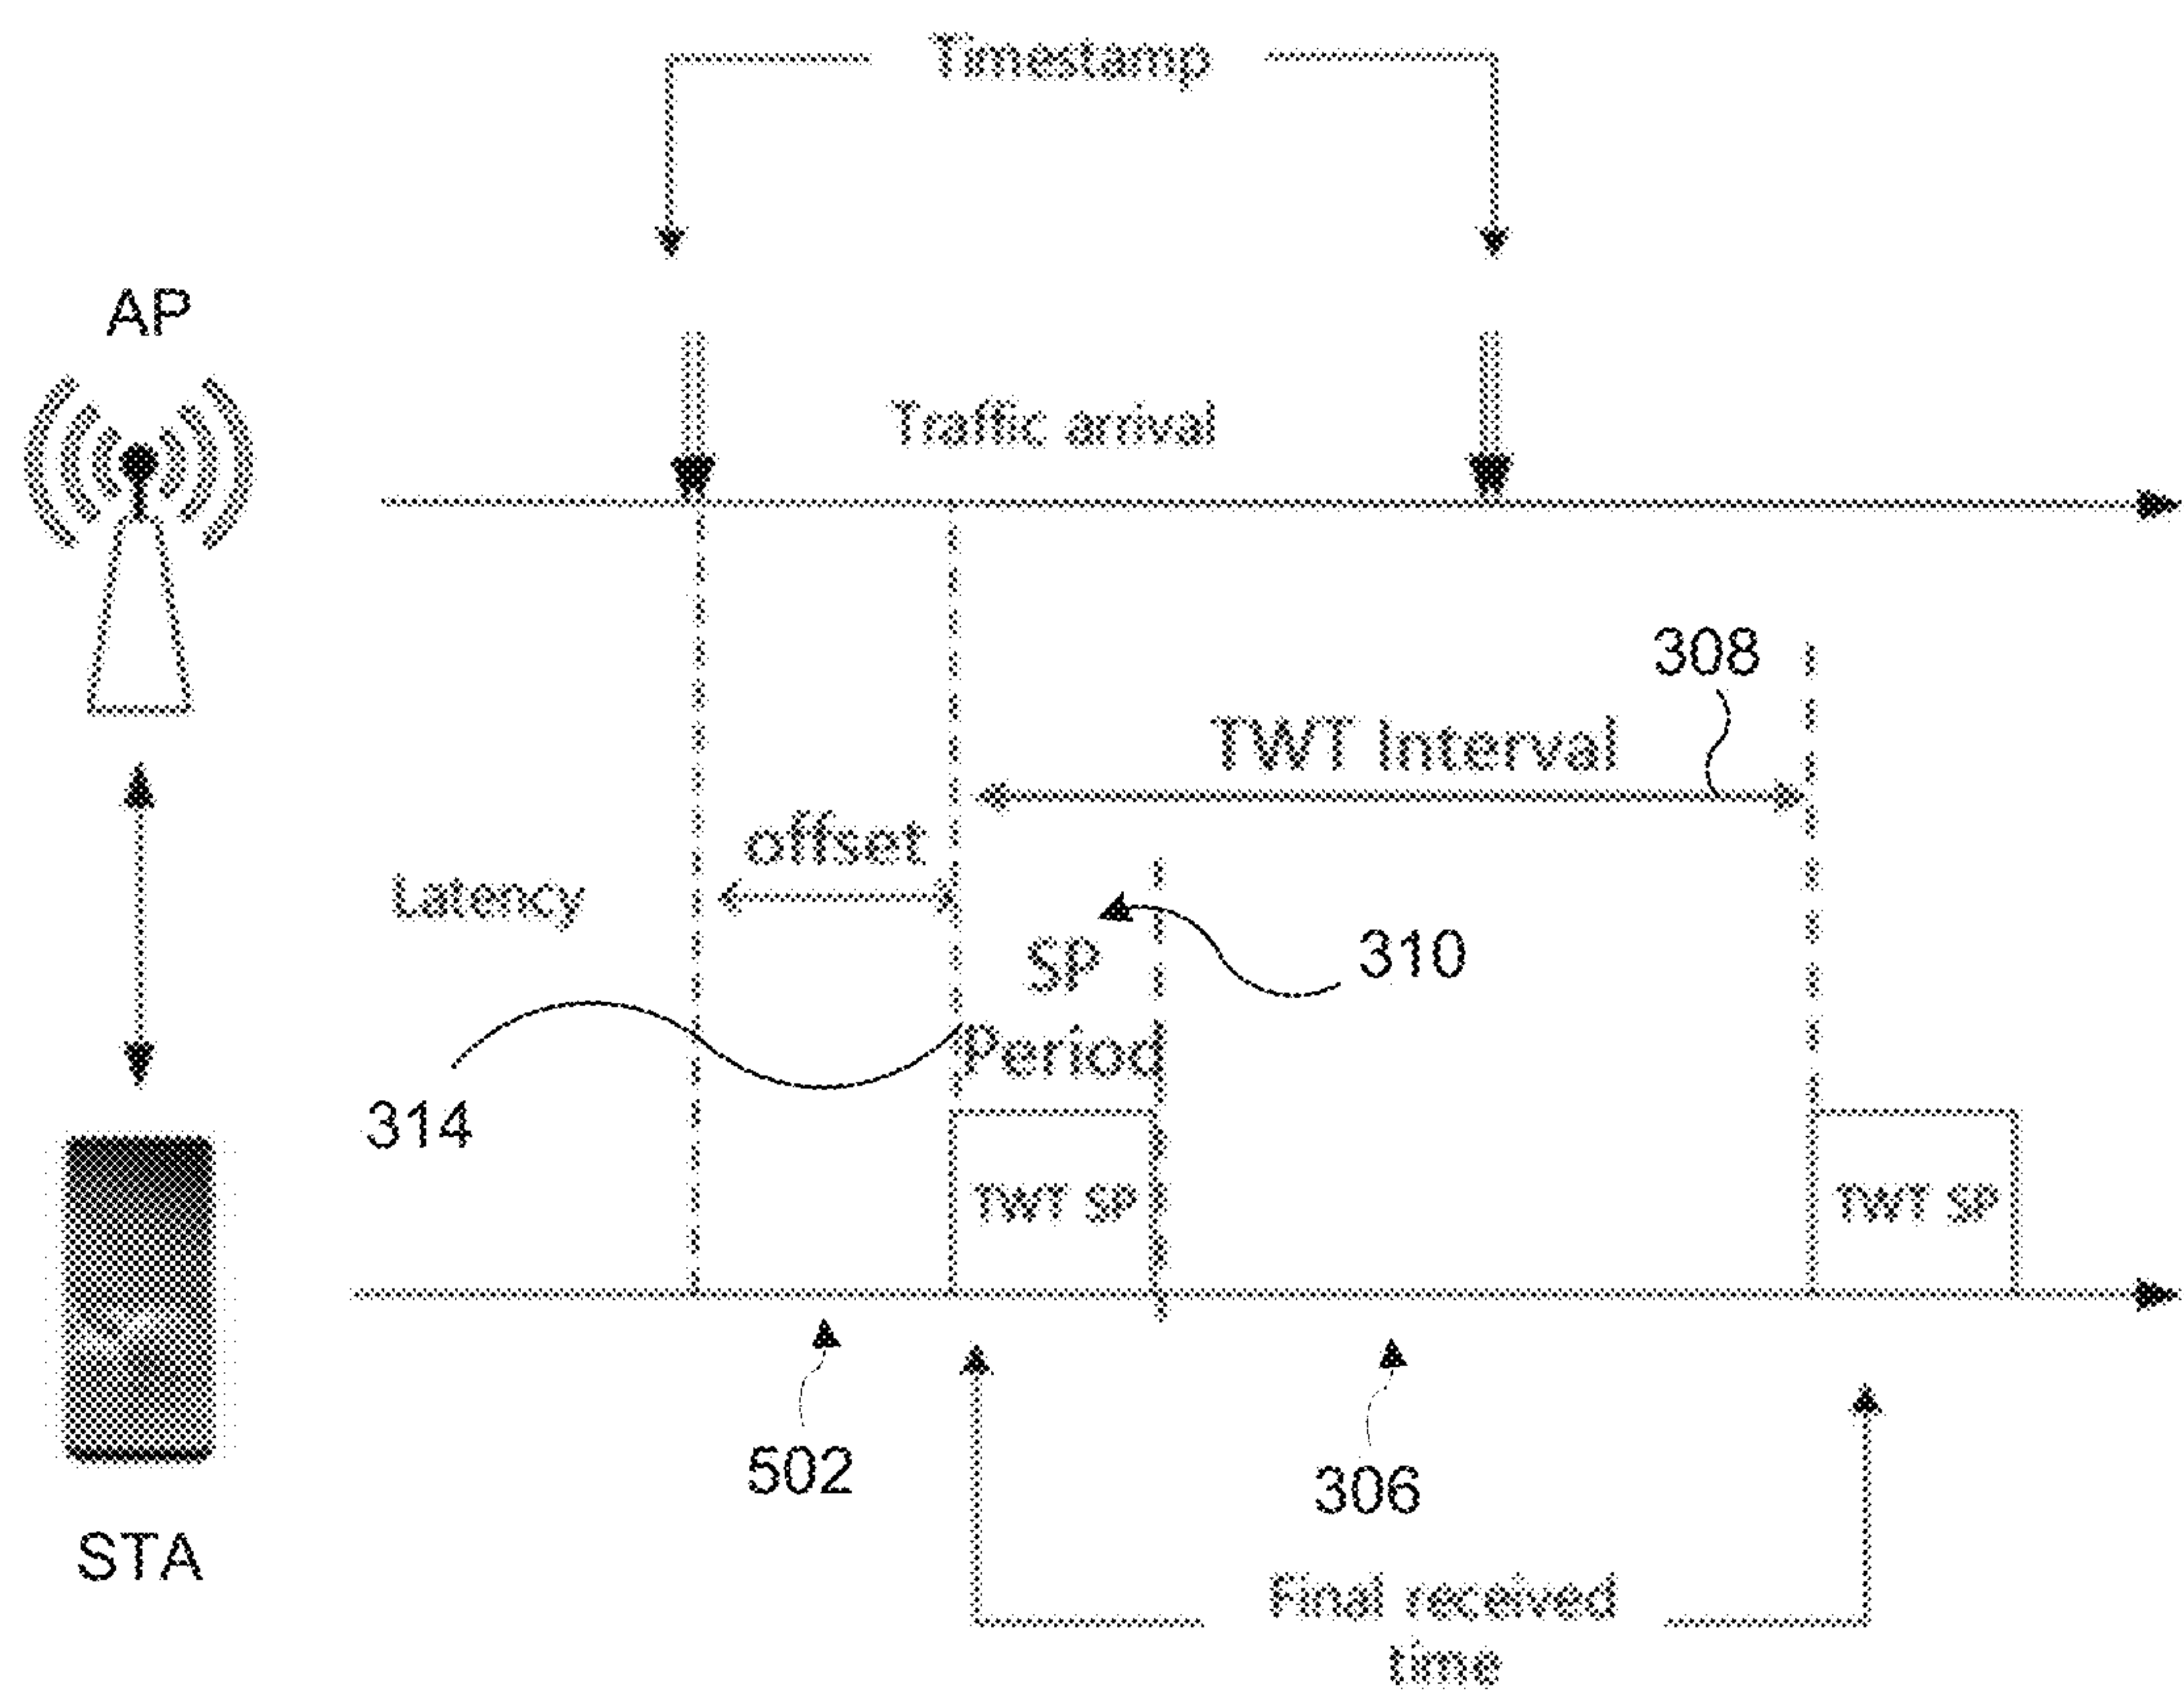 Timestamp
AP
Traffic arrival
308
TWT Interval
offset
Latency
SP
Period
310
314
TWT SP
TWT SP
502
306
STA
Final received
time